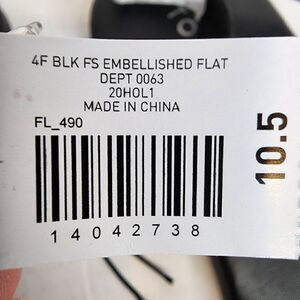 4F BLK FS EMBELLISHED FLAT
DEPT 0063
20HOL1
MADE IN CHINA
FL_490
10.5
14042738